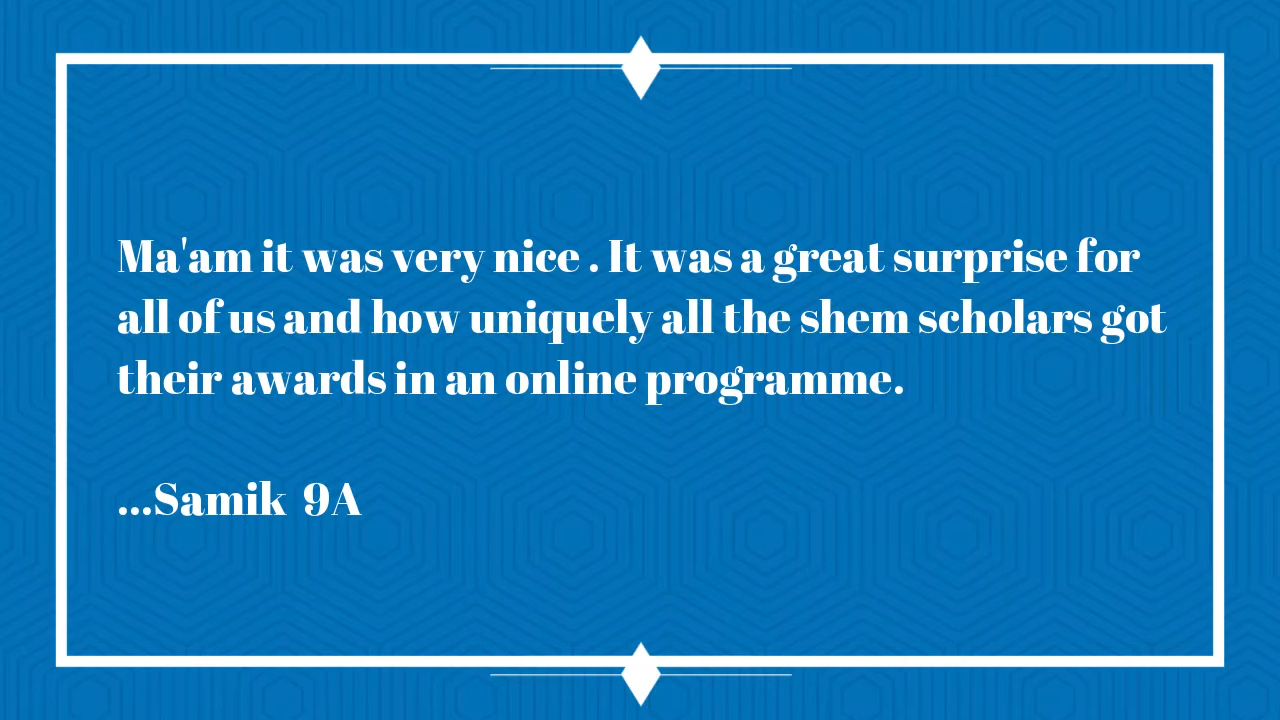 Ma'am it was very nice . It was a great surprise for
all of us and how uniquely all the shem scholars got
their awards in an online programme.
...Samik 9A